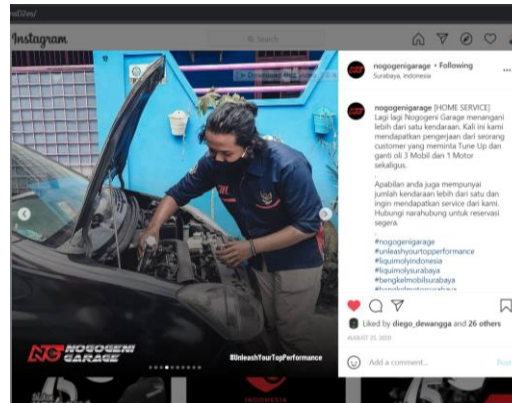 Instagram
Search
nogogenigarage • Following
Surabaya, Indonesia
nogogenigarage [HOME SERVICE]
Lagi lagi Nogogeni Garage menangani
lebih dari satu kendaraan. Kali ini kami
mendapatkan pengerjaan dari seorang
customer yang meminta Tune Up dan
ganti oli 3 Mobil dan 1 Motor
sekaligus.
.
Apabilan anda juga mempunyai
jumlah kendaraan lebih dari satu dan
ingin mendapatkan service dari kami.
Hubungi narahubung untuk reservasi
segera.
.
#nogogenigarage
#unleashyourtopperformance
#liquimolyindonesia
#liquimolysurabaya
#bengkelmobilsurabaya
#bengkelmotorsurabaya
Liked by diego_dewangga and 26 others
AUGUST 25, 2020
Add a comment...
Post
NG NOGOGENI
GARAGE
#UnleashYourTopPerformance
INDONESIA